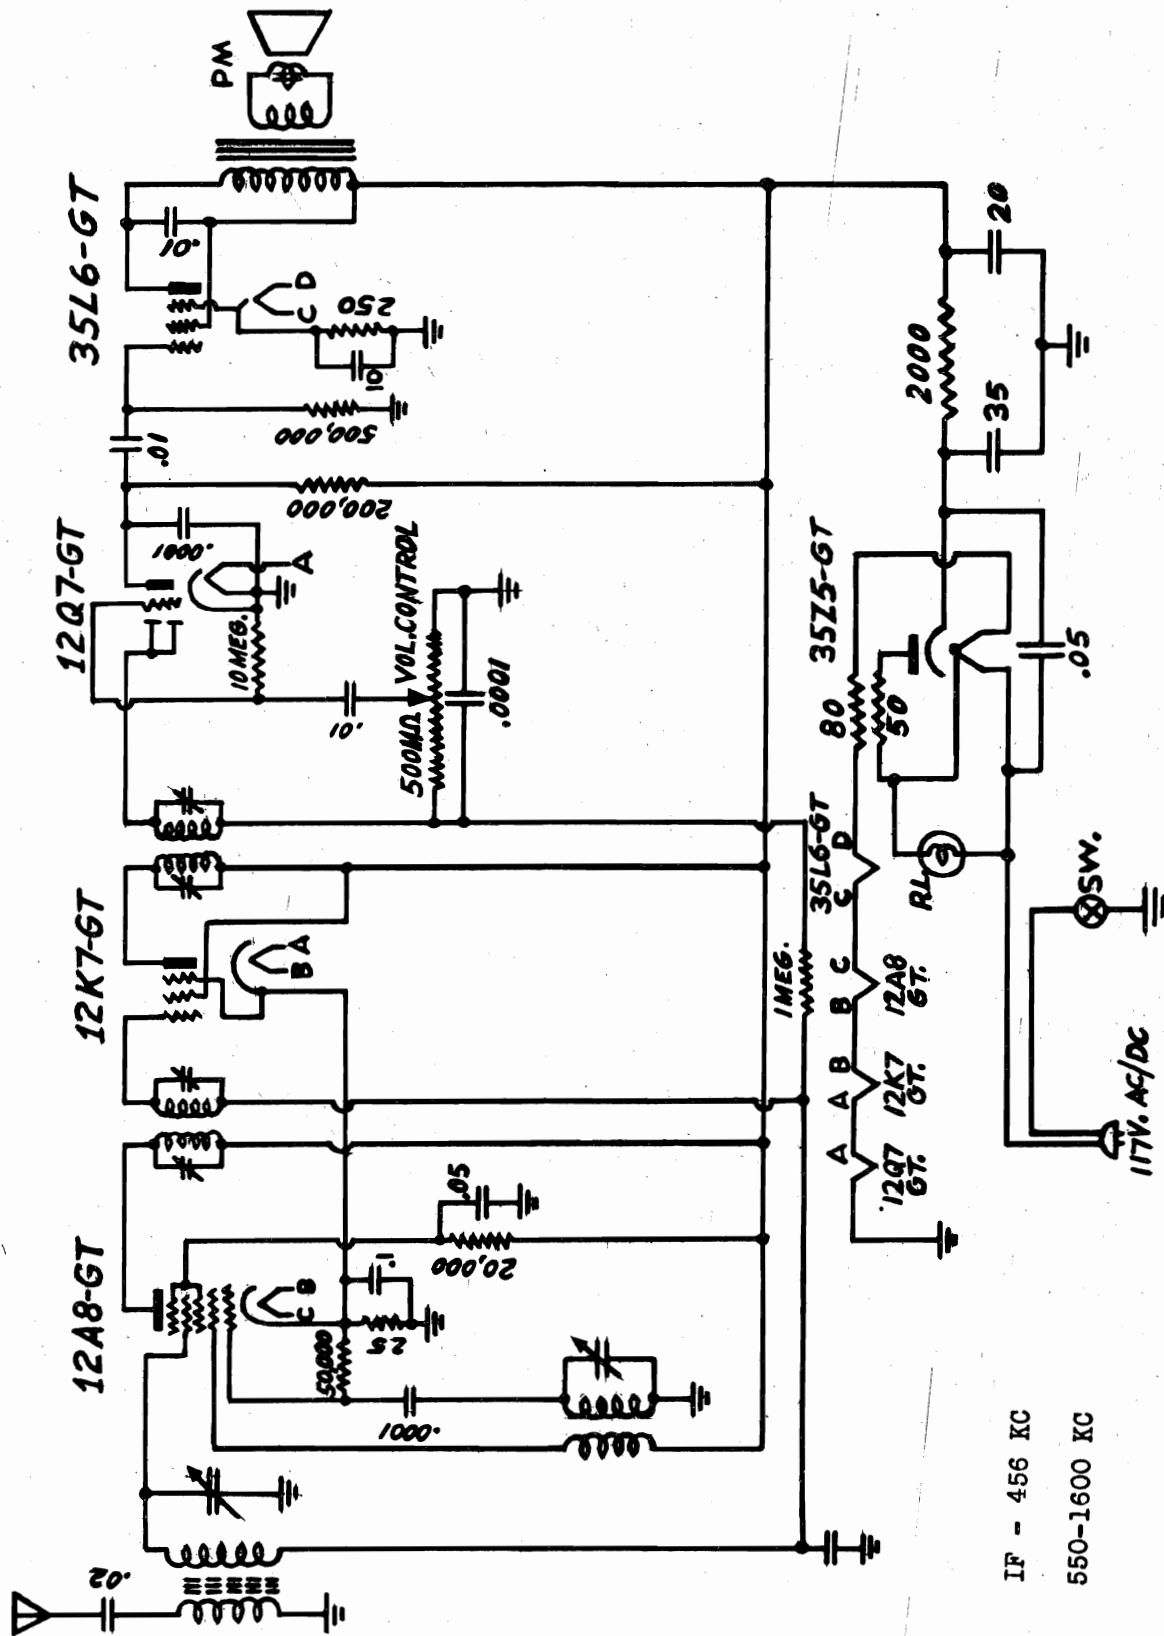 12A8-GT
12K7-GT
12Q7-GT
35L6-GT
PM
.02
.0001
50,000
25
.1
C B
20,000
.05
B A
10 MEG.
.0001
A
.01
VOL.CONTROL
500MΩ
.0001
200,000
.01
500,000
10
250
C D
.01
1 MEG.
A
12Q7
GT.
A B
12K7
GT.
B C
12A8
GT.
C D
35L6-GT
80
50
35Z5-GT
RL
SW.
117V. AC/DC
.05
2000
35
20
IF - 456 KC
550-1600 KC